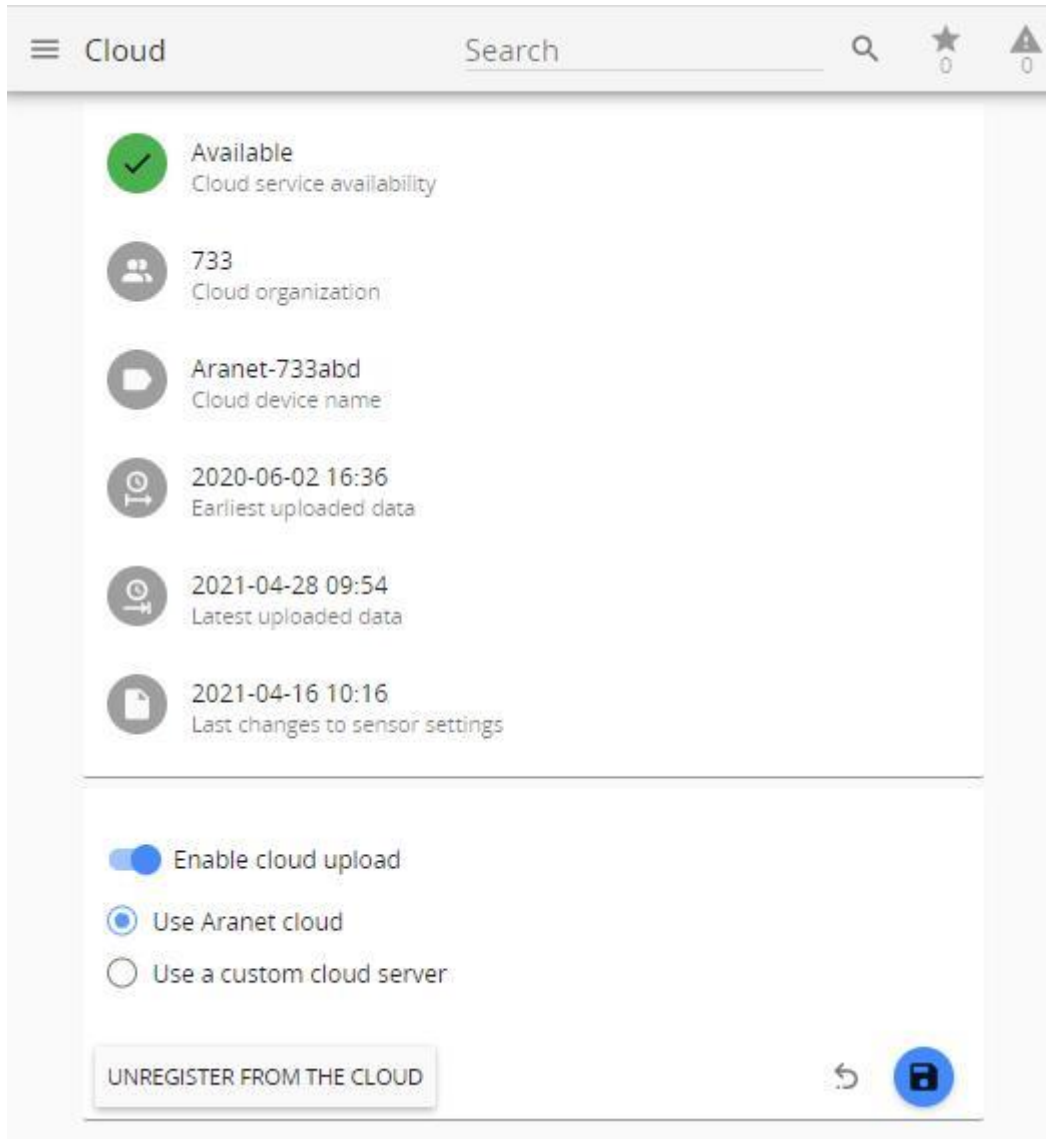 Cloud
Search
0
0
Available
Cloud service availability
733
Cloud organization
Aranet-733abd
Cloud device name
2020-06-02 16:36
Earliest uploaded data
2021-04-28 09:54
Latest uploaded data
2021-04-16 10:16
Last changes to sensor settings
Enable cloud upload
Use Aranet cloud
Use a custom cloud server
UNREGISTER FROM THE CLOUD